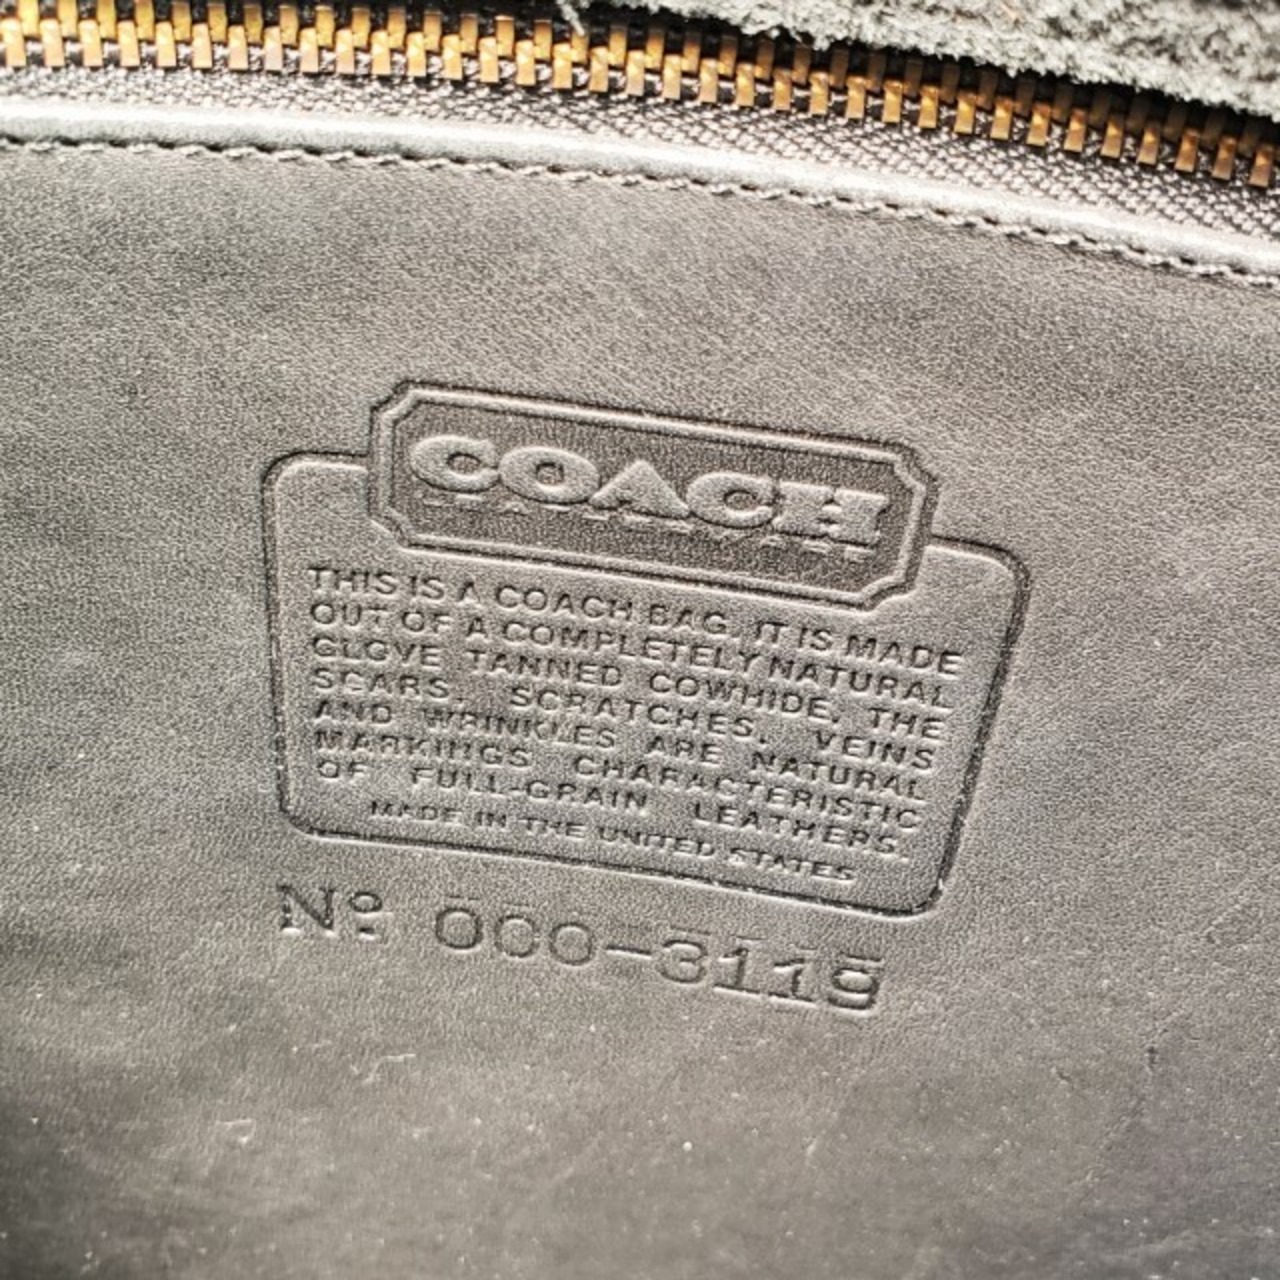 COACH
THIS IS A COACH BAG. IT IS MADE
OUT OF A COMPLETELY NATURAL
GLOVE TANNED COWHIDE. THE
SCARS, SCRATCHES, VEINS
AND WRINKLES ARE NATURAL
MARKINGS CHARACTERISTIC
OF FULL-GRAIN LEATHERS.
MADE IN THE UNITED STATES
Nº 000-3119